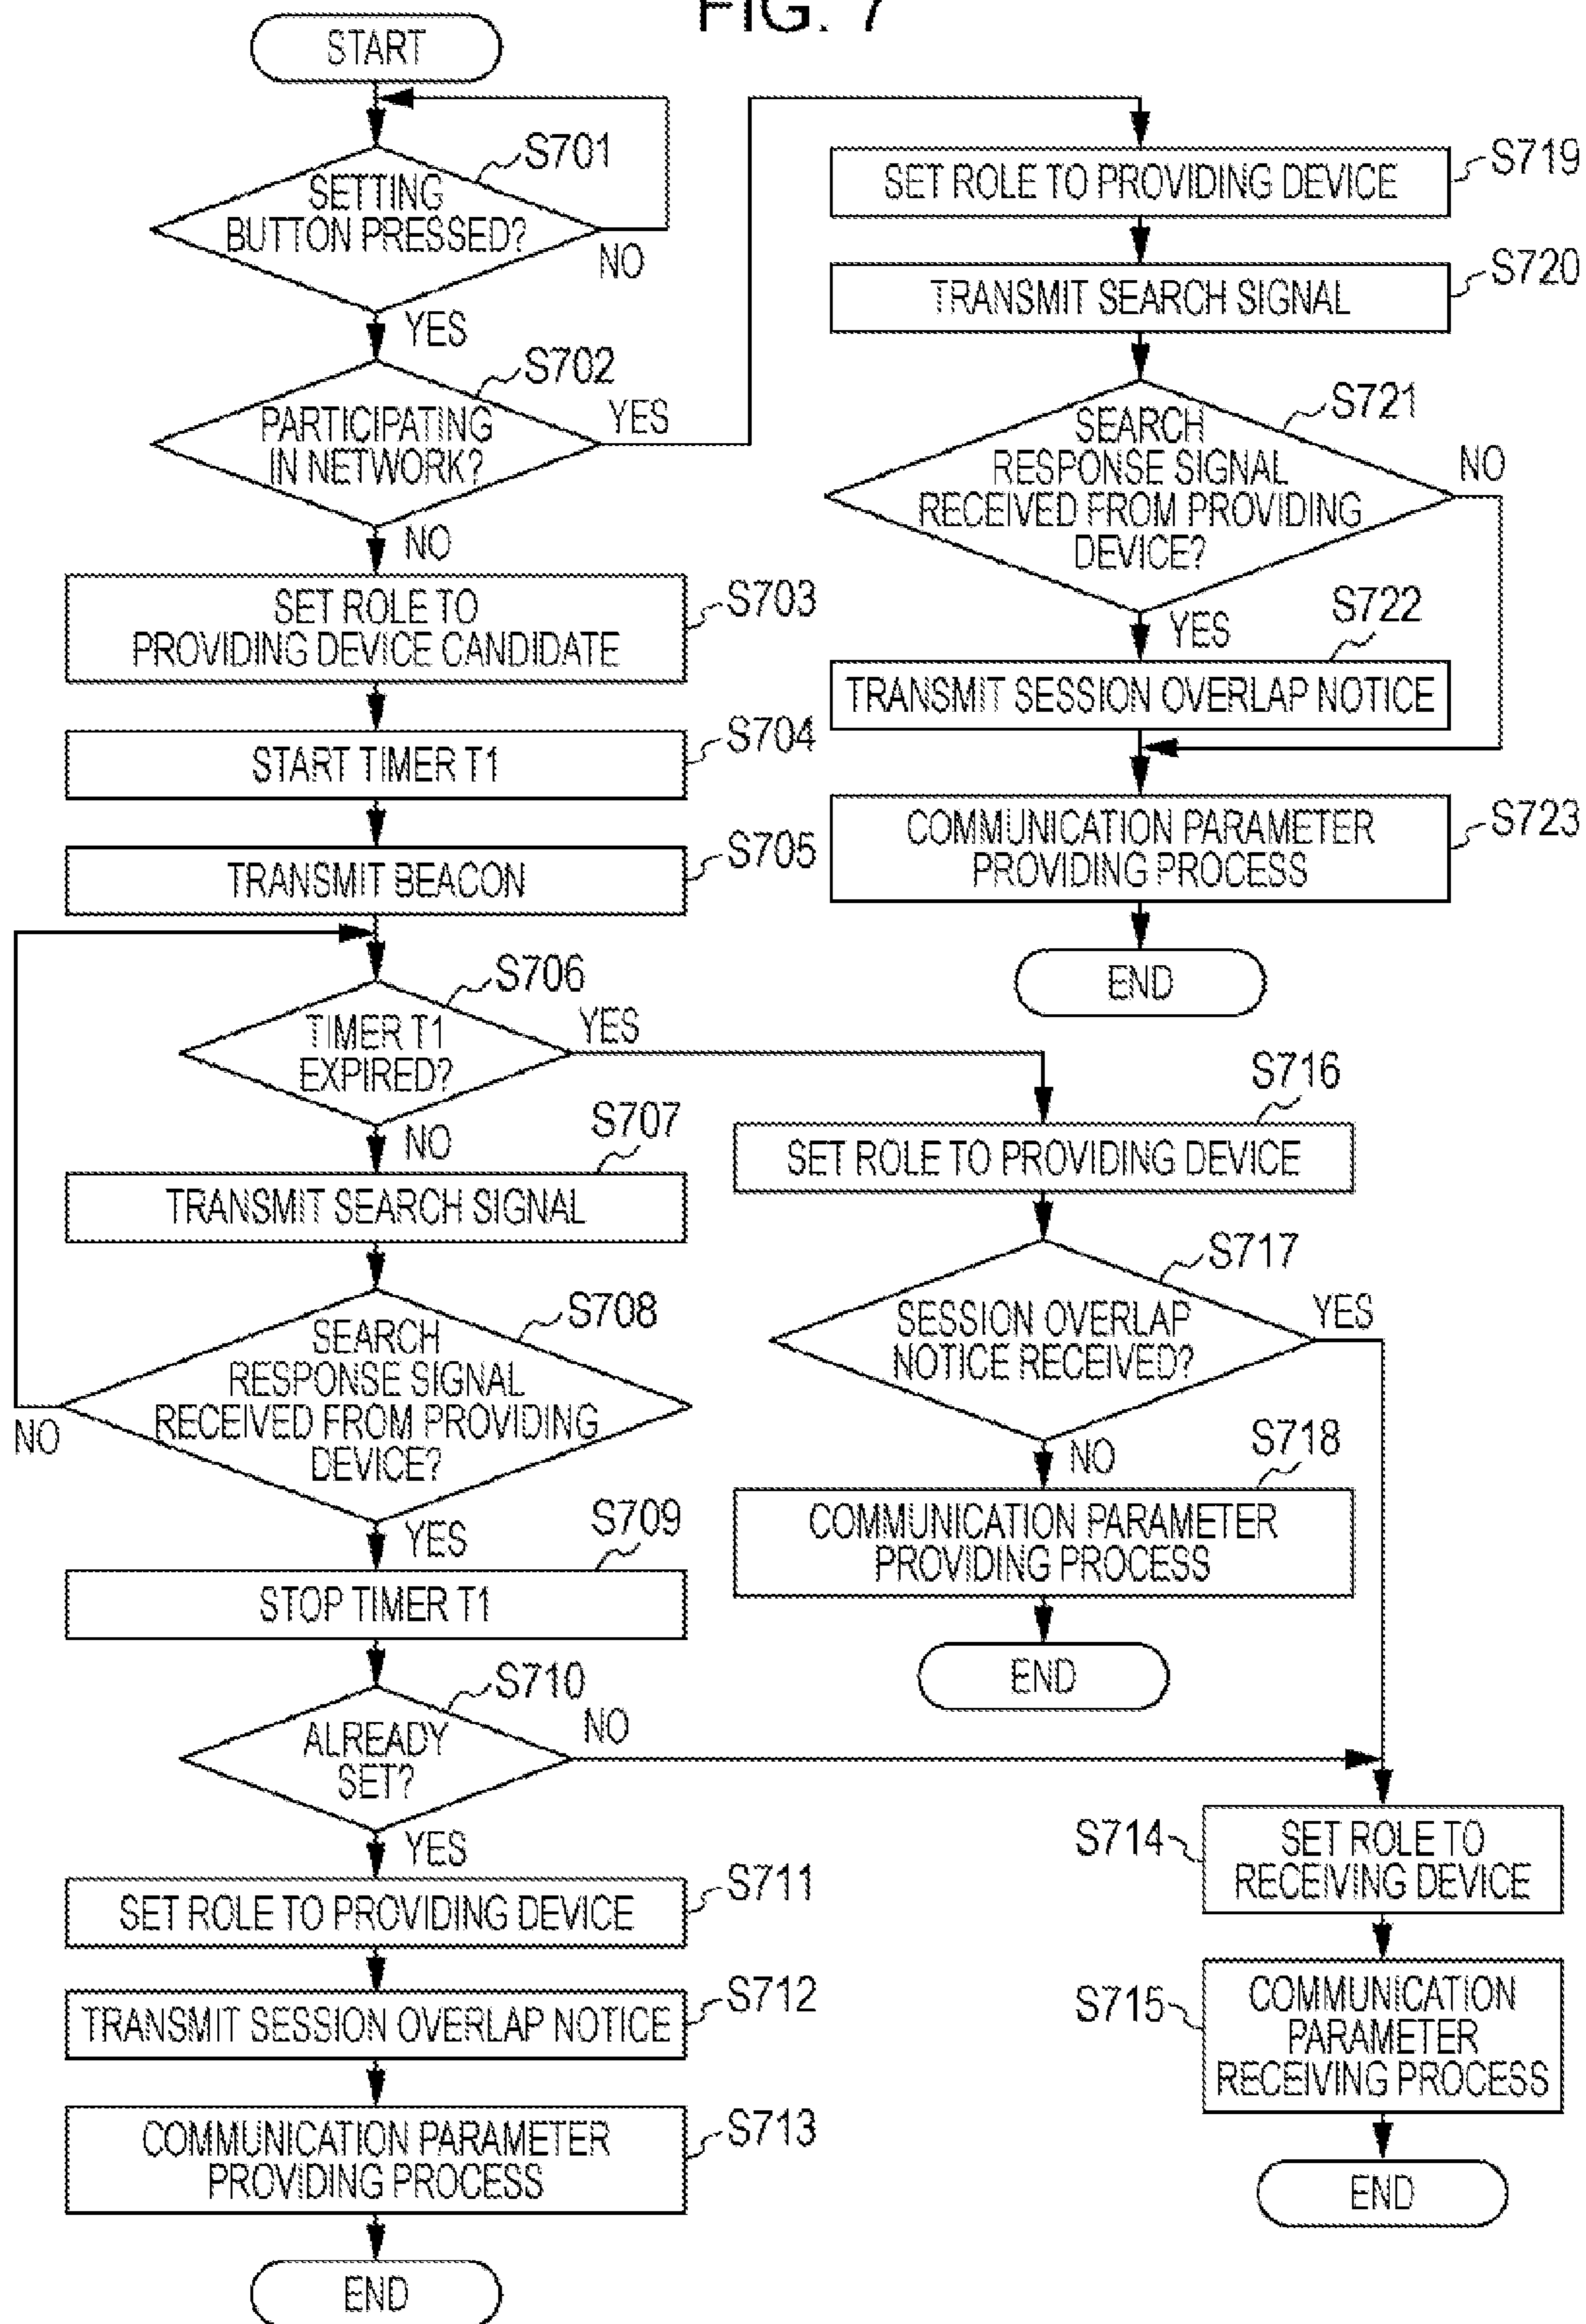 FIG. 7
START
S701
SETTING
BUTTON PRESSED?
NO
YES
S702
PARTICIPATING
IN NETWORK?
YES
NO
S703
SET ROLE TO
PROVIDING DEVICE CANDIDATE
S704
START TIMER T1
S705
TRANSMIT BEACON
S706
TIMER T1
EXPIRED?
YES
NO
S707
TRANSMIT SEARCH SIGNAL
S708
SEARCH
RESPONSE SIGNAL
RECEIVED FROM PROVIDING
DEVICE?
NO
YES
S709
STOP TIMER T1
S710
ALREADY
SET?
NO
YES
S711
SET ROLE TO PROVIDING DEVICE
S712
TRANSMIT SESSION OVERLAP NOTICE
S713
COMMUNICATION PARAMETER
PROVIDING PROCESS
END
S719
SET ROLE TO PROVIDING DEVICE
S720
TRANSMIT SEARCH SIGNAL
S721
SEARCH
RESPONSE SIGNAL
RECEIVED FROM PROVIDING
DEVICE?
NO
YES
S722
TRANSMIT SESSION OVERLAP NOTICE
S723
COMMUNICATION PARAMETER
PROVIDING PROCESS
END
S716
SET ROLE TO PROVIDING DEVICE
S717
SESSION OVERLAP
NOTICE RECEIVED?
YES
NO
S718
COMMUNICATION PARAMETER
PROVIDING PROCESS
END
S714
SET ROLE TO
RECEIVING DEVICE
S715
COMMUNICATION
PARAMETER
RECEIVING PROCESS
END